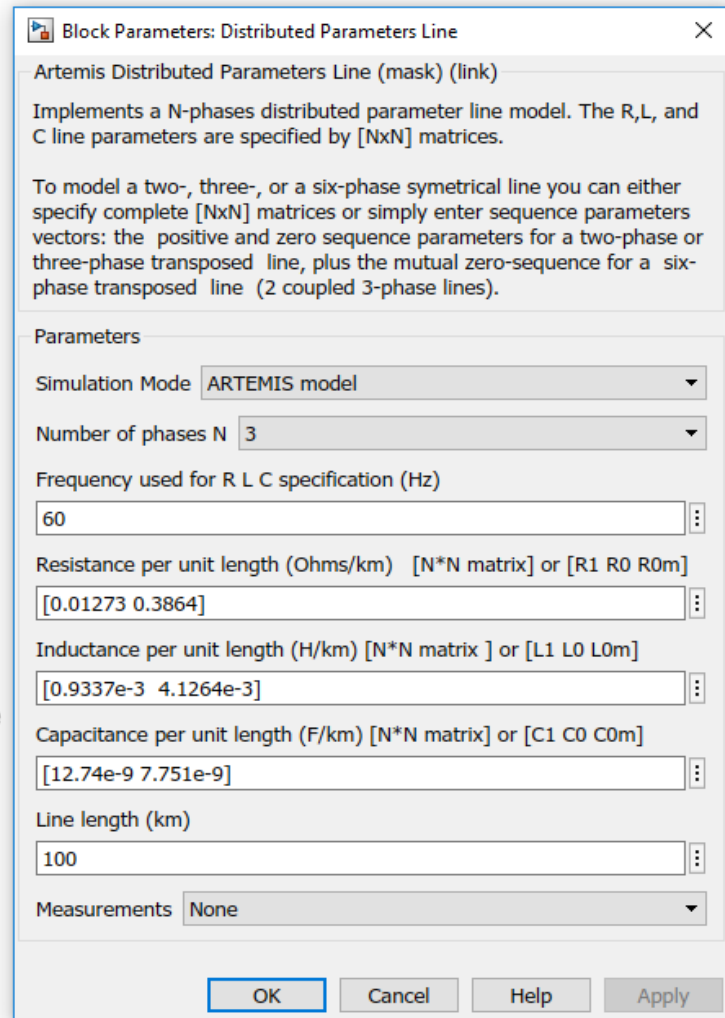 Block Parameters: Distributed Parameters Line
Artemis Distributed Parameters Line (mask) (link)
Implements a N-phases distributed parameter line model. The R,L, and
C line parameters are specified by [NxN] matrices.
To model a two-, three-, or a six-phase symetrical line you can either
specify complete [NxN] matrices or simply enter sequence parameters
vectors: the  positive and zero sequence parameters for a two-phase or
three-phase transposed  line, plus the mutual zero-sequence for a  six-
phase transposed  line  (2 coupled 3-phase lines).
Parameters
Simulation Mode ARTEMIS model
Number of phases N 3
Frequency used for R L C specification (Hz)
60
Resistance per unit length (Ohms/km)   [N*N matrix] or [R1 R0 R0m]
[0.01273 0.3864]
Inductance per unit length (H/km) [N*N matrix ] or [L1 L0 L0m]
[0.9337e-3  4.1264e-3]
Capacitance per unit length (F/km) [N*N matrix] or [C1 C0 C0m]
[12.74e-9 7.751e-9]
Line length (km)
100
Measurements None
OK Cancel Help Apply